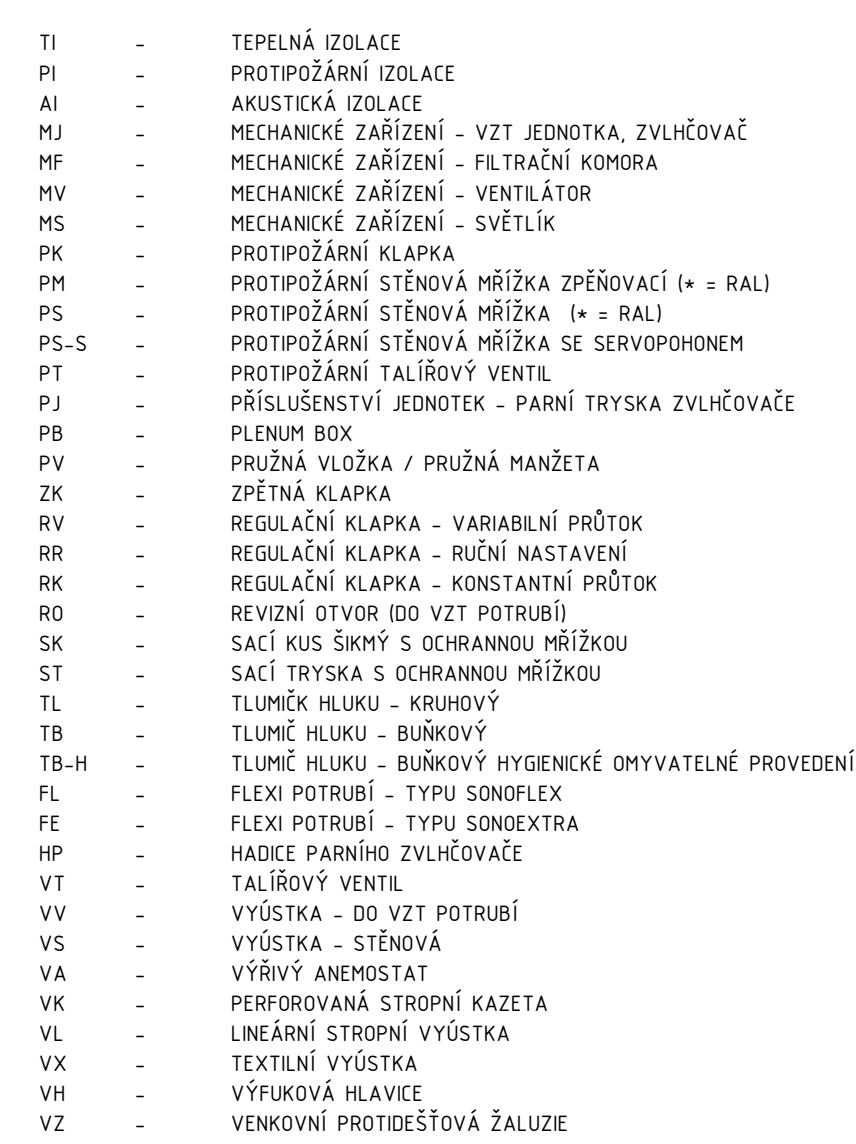 TI - TEPELNÁ IZOLACE
PI - PROTIPOŽÁRNÍ IZOLACE
AI - AKUSTICKÁ IZOLACE
MJ - MECHANICKÉ ZAŘÍZENÍ - VZT JEDNOTKA, ZVLHČOVAČ
MF - MECHANICKÉ ZAŘÍZENÍ - FILTRAČNÍ KOMORA
MV - MECHANICKÉ ZAŘÍZENÍ - VENTILÁTOR
MS - MECHANICKÉ ZAŘÍZENÍ - SVĚTLÍK
PK - PROTIPOŽÁRNÍ KLAPKA
PM - PROTIPOŽÁRNÍ STĚNOVÁ MŘÍŽKA ZPĚŇOVACÍ (* = RAL)
PS - PROTIPOŽÁRNÍ STĚNOVÁ MŘÍŽKA (* = RAL)
PS-S - PROTIPOŽÁRNÍ STĚNOVÁ MŘÍŽKA SE SERVOPOHONEM
PT - PROTIPOŽÁRNÍ TALÍŘOVÝ VENTIL
PJ - PŘÍSLUŠENSTVÍ JEDNOTEK - PARNÍ TRYSKA ZVLHČOVAČE
PB - PLENUM BOX
PV - PRUŽNÁ VLOŽKA / PRUŽNÁ MANŽETA
ZK - ZPĚTNÁ KLAPKA
RV - REGULAČNÍ KLAPKA - VARIABILNÍ PRŮTOK
RR - REGULAČNÍ KLAPKA - RUČNÍ NASTAVENÍ
RK - REGULAČNÍ KLAPKA - KONSTANTNÍ PRŮTOK
RO - REVIZNÍ OTVOR (DO VZT POTRUBÍ)
SK - SACÍ KUS ŠIKMÝ S OCHRANNOU MŘÍŽKOU
ST - SACÍ TRYSKA S OCHRANNOU MŘÍŽKOU
TL - TLUMIČK HLUKU - KRUHOVÝ
TB - TLUMIČ HLUKU - BUŇKOVÝ
TB-H - TLUMIČ HLUKU - BUŇKOVÝ HYGIENICKÉ OMYVATELNÉ PROVEDENÍ
FL - FLEXI POTRUBÍ - TYPU SONOFLEX
FE - FLEXI POTRUBÍ - TYPU SONOEXTRA
HP - HADICE PARNÍHO ZVLHČOVAČE
VT - TALÍŘOVÝ VENTIL
VV - VYÚSTKA - DO VZT POTRUBÍ
VS - VYÚSTKA - STĚNOVÁ
VA - VÝŘIVÝ ANEMOSTAT
VK - PERFOROVANÁ STROPNÍ KAZETA
VL - LINEÁRNÍ STROPNÍ VYÚSTKA
VX - TEXTILNÍ VYÚSTKA
VH - VÝFUKOVÁ HLAVICE
VZ - VENKOVNÍ PROTIDEŠŤOVÁ ŽALUZIE